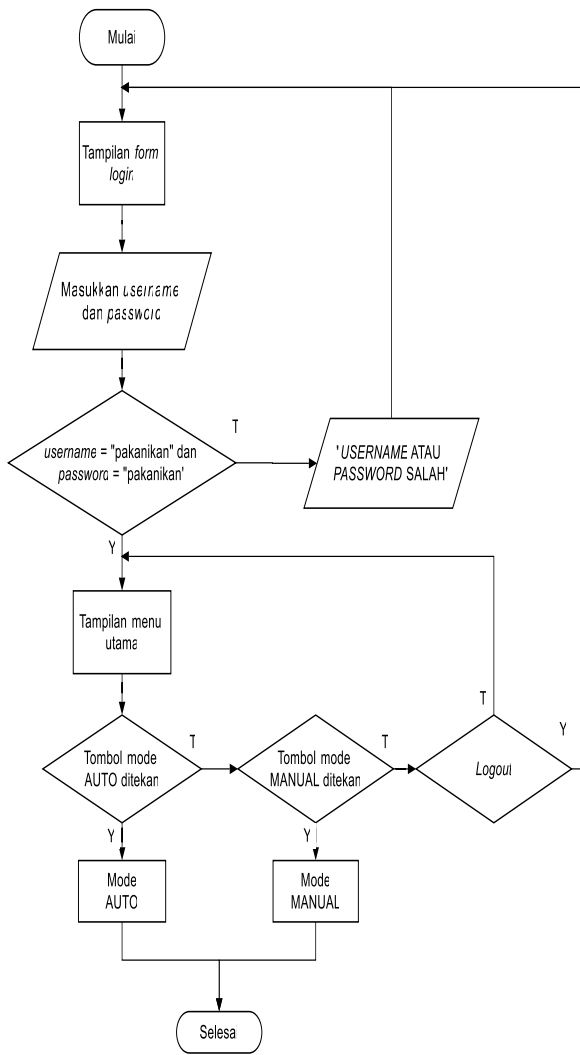 Mulai
Tampilan form
login
Masukkan username
dan password
username = "pakanikan" dan
password = "pakanikan'
T
'USERNAME ATAU
PASSWORD SALAH'
Y
Tampilan menu
utama
Tombol mode
AUTO ditekan
T
Tombol mode
MANUAL ditekan
T
Logout
T
Y
Y
Y
Mode
AUTO
Mode
MANUAL
Selesa